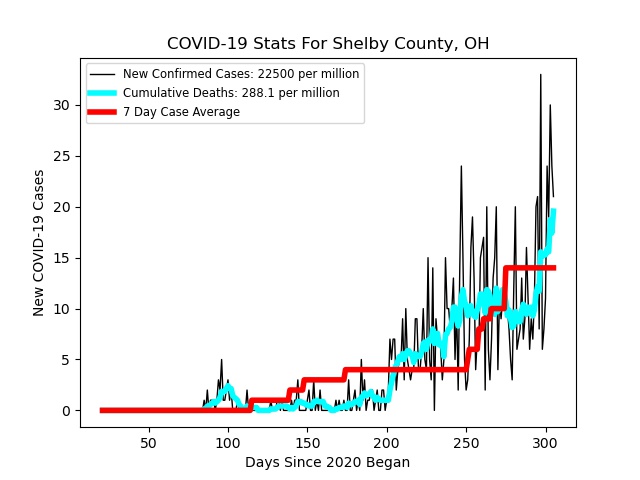 COVID-19 Stats For Shelby County, OH
New Confirmed Cases: 22500 per million
Cumulative Deaths: 288.1 per million
7 Day Case Average
New COVID-19 Cases
30
25
20
15
10
5
0
50 100 150 200 250 300
Days Since 2020 Began